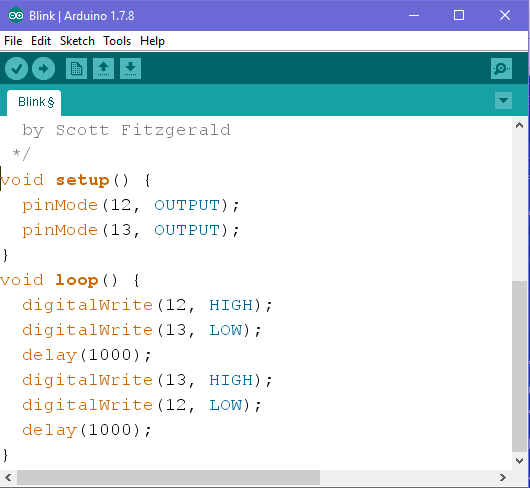 Blink | Arduino 1.7.8
File Edit Sketch Tools Help
Blink §
by Scott Fitzgerald
*/
void setup() {
pinMode(12, OUTPUT);
pinMode(13, OUTPUT);
}
void loop() {
digitalWrite(12, HIGH);
digitalWrite(13, LOW);
delay(1000);
digitalWrite(13, HIGH);
digitalWrite(12, LOW);
delay(1000);
}